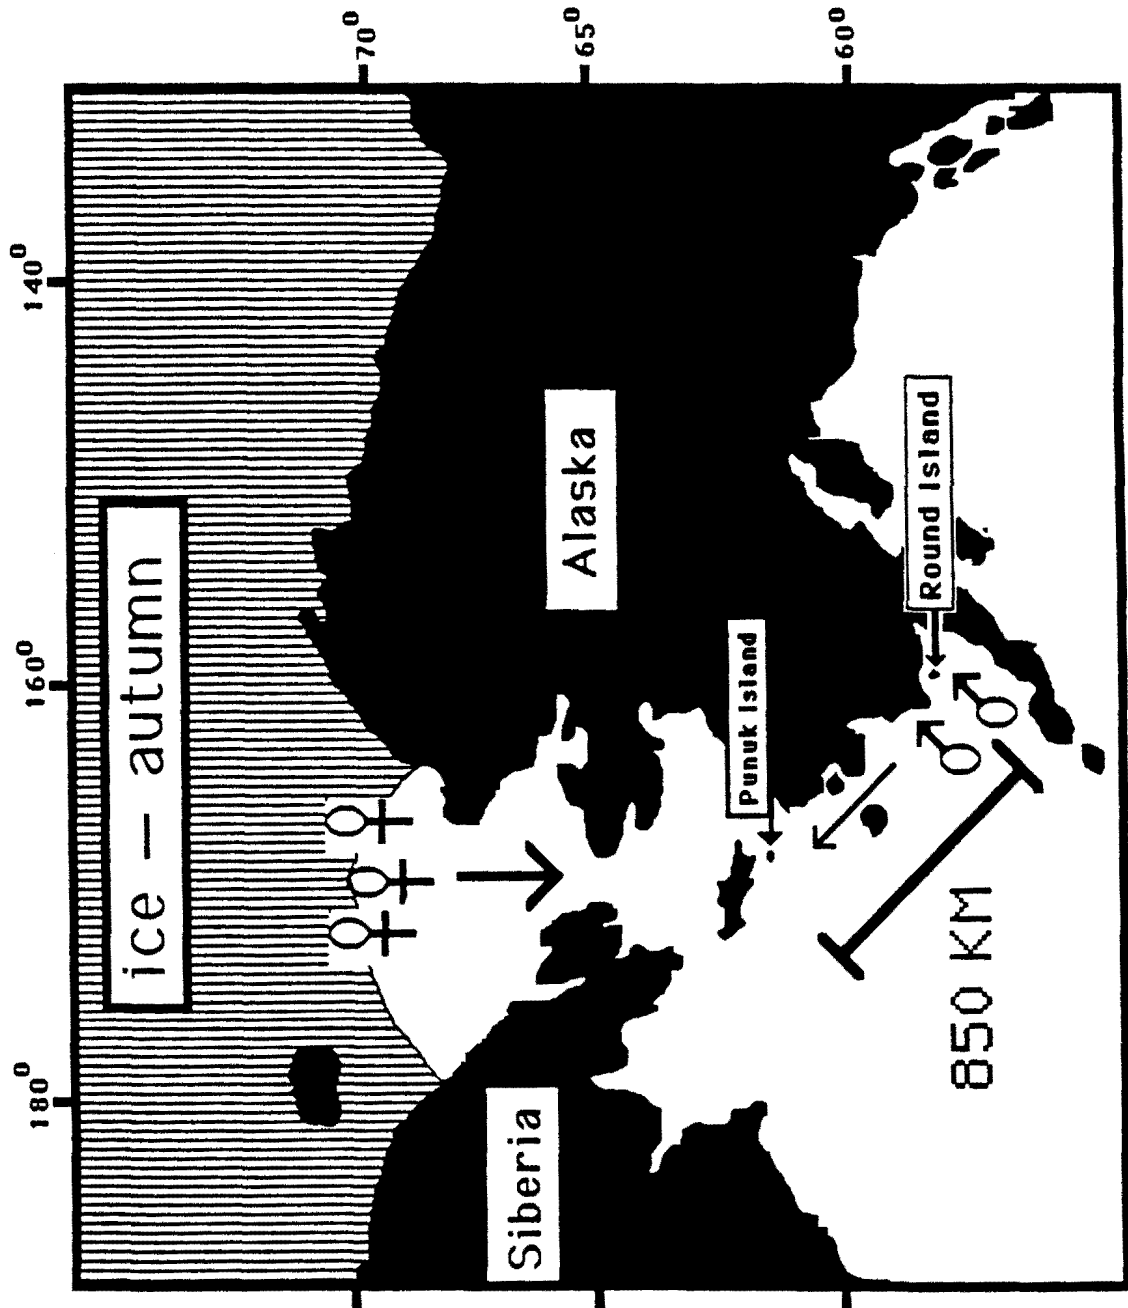 ice — autumn
180⁰
160⁰
140⁰
70⁰
65⁰
60⁰
Siberia
Alaska
Punuk Island
Round Island
850 KM